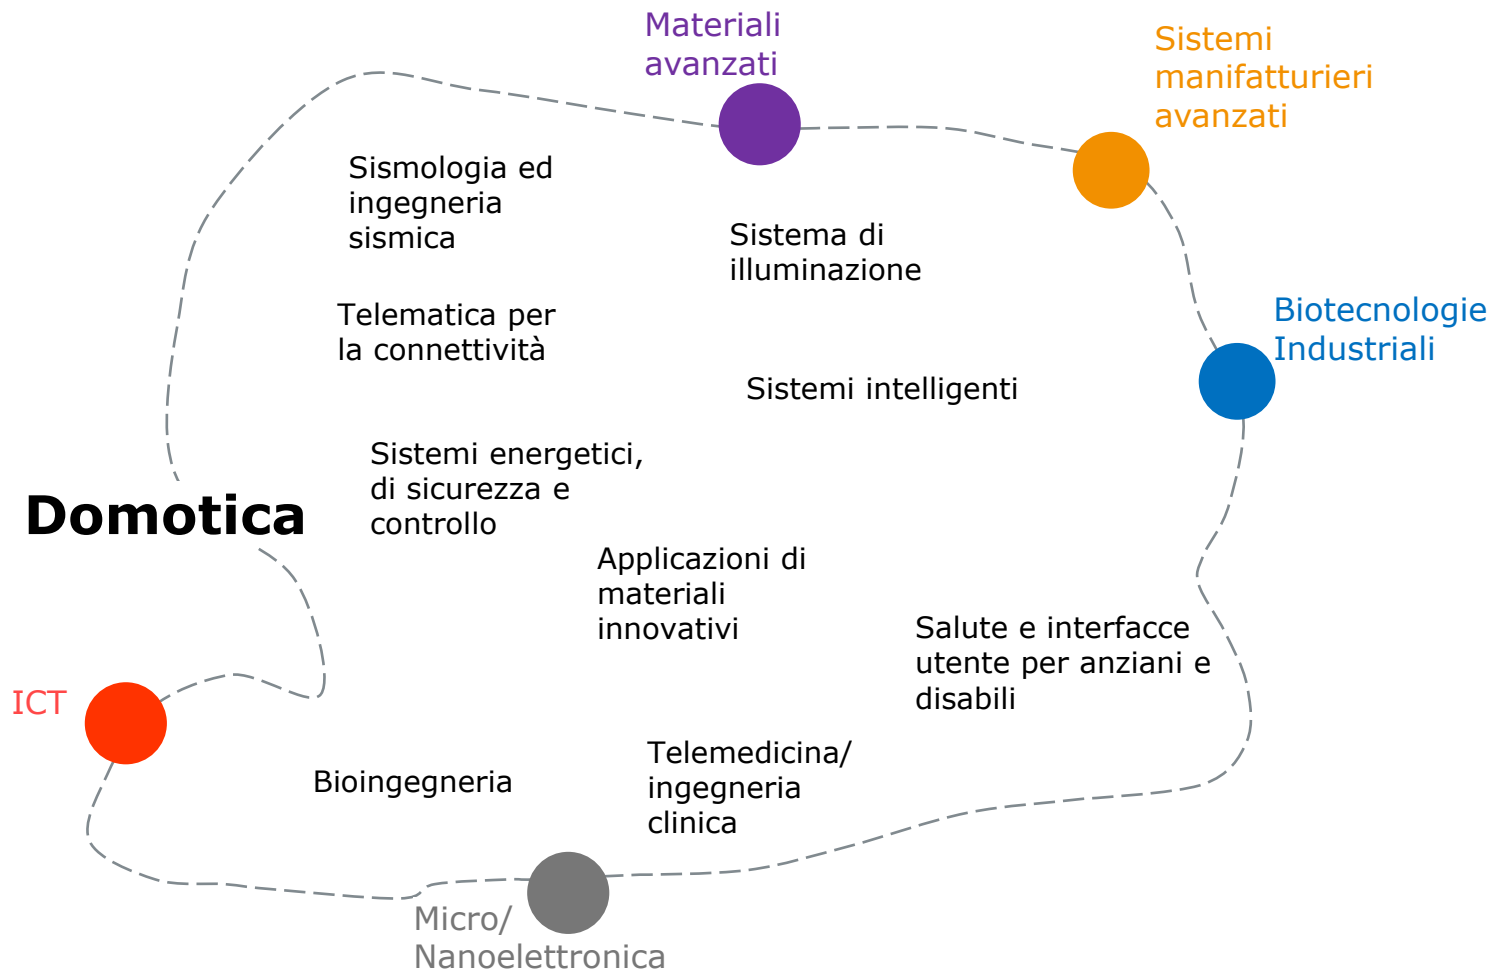 Materiali
avanzati
Sistemi
manifatturieri
avanzati
Sismologia ed
ingegneria
sismica
Sistema di
illuminazione
Telematica per
la connettività
Biotecnologie
Industriali
Sistemi intelligenti
Sistemi energetici,
di sicurezza e
controllo
Domotica
Applicazioni di
materiali
innovativi
Salute e interfacce
utente per anziani e
disabili
ICT
Bioingegneria
Telemedicina/
ingegneria
clinica
Micro/
Nanoelettronica